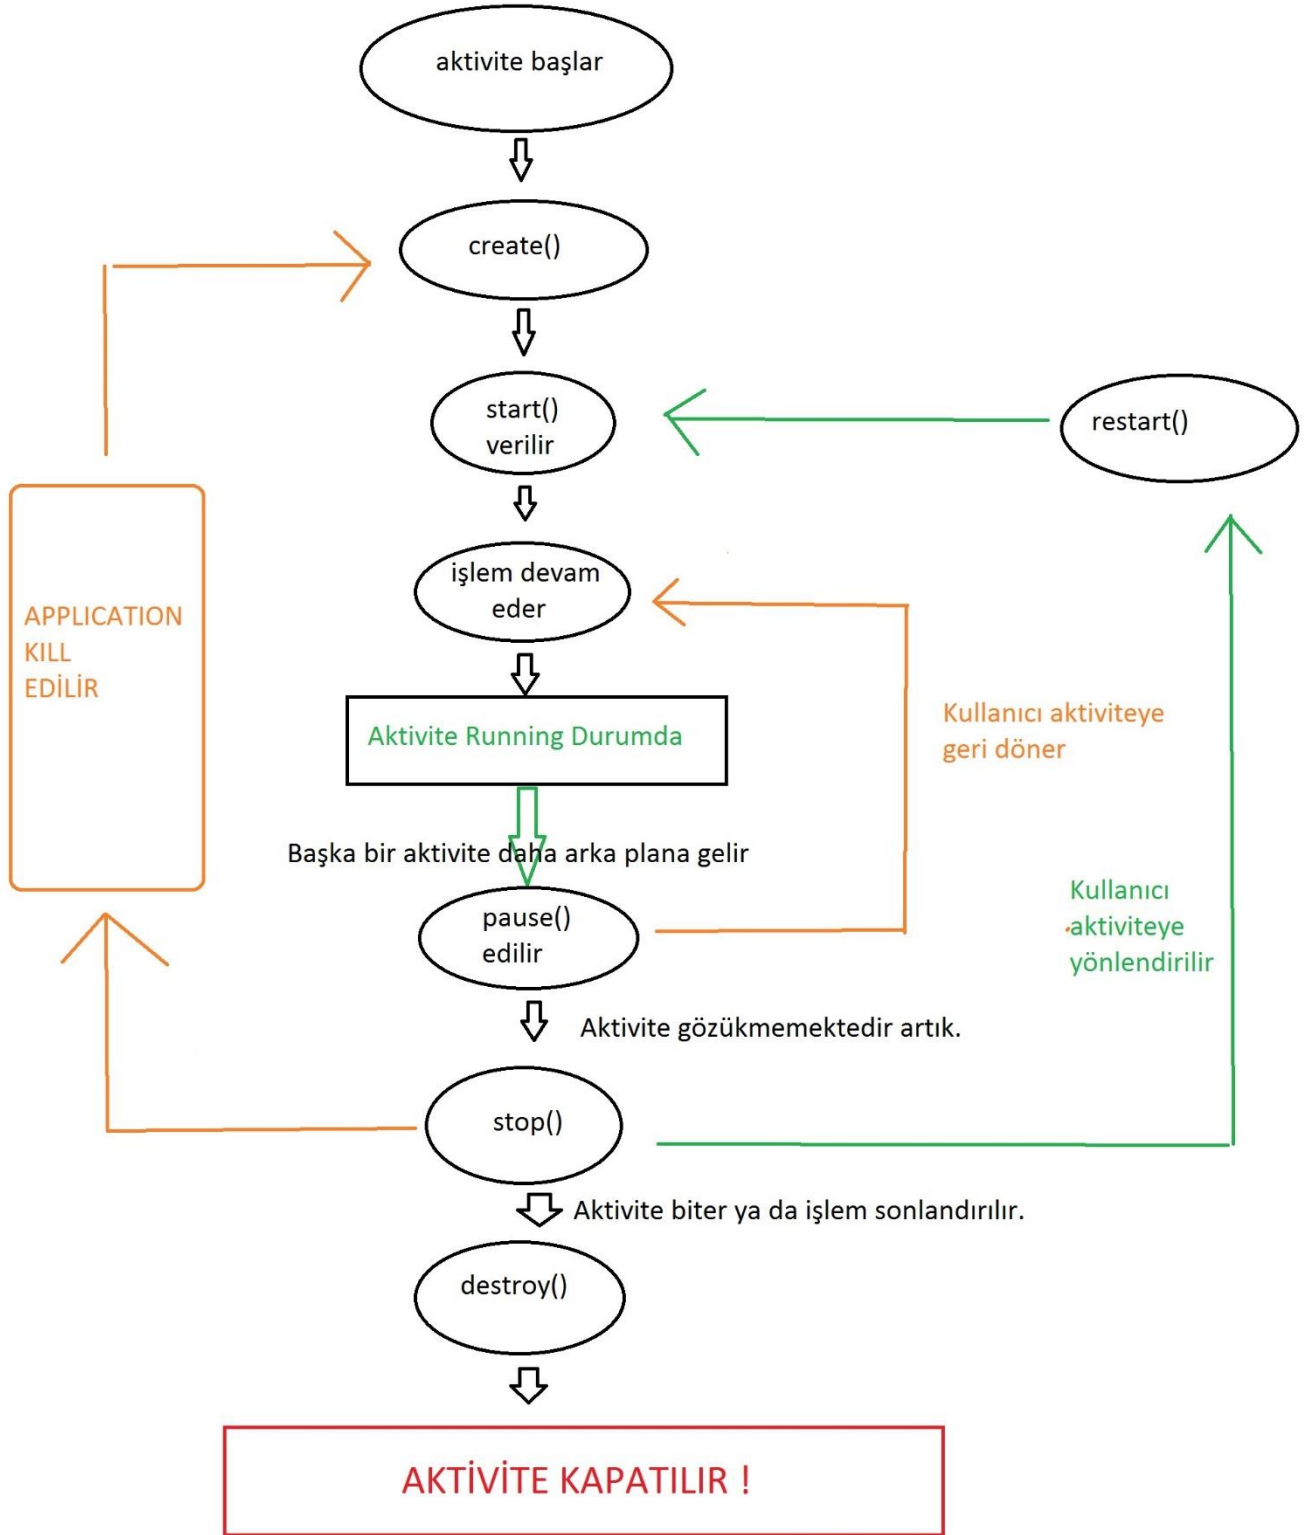 aktivite başlar
create()
start()
verilir
restart()
işlem devam
eder
APPLICATION
KILL
EDİLİR
Aktivite Running Durumda
Kullanıcı aktiviteye
geri döner
Başka bir aktivite daha arka plana gelir
Kullanıcı
aktiviteye
yönlendirilir
pause()
edilir
Aktivite gözükmemektedir artık.
stop()
Aktivite biter ya da işlem sonlandırılır.
destroy()
AKTİVİTE KAPATILIR !